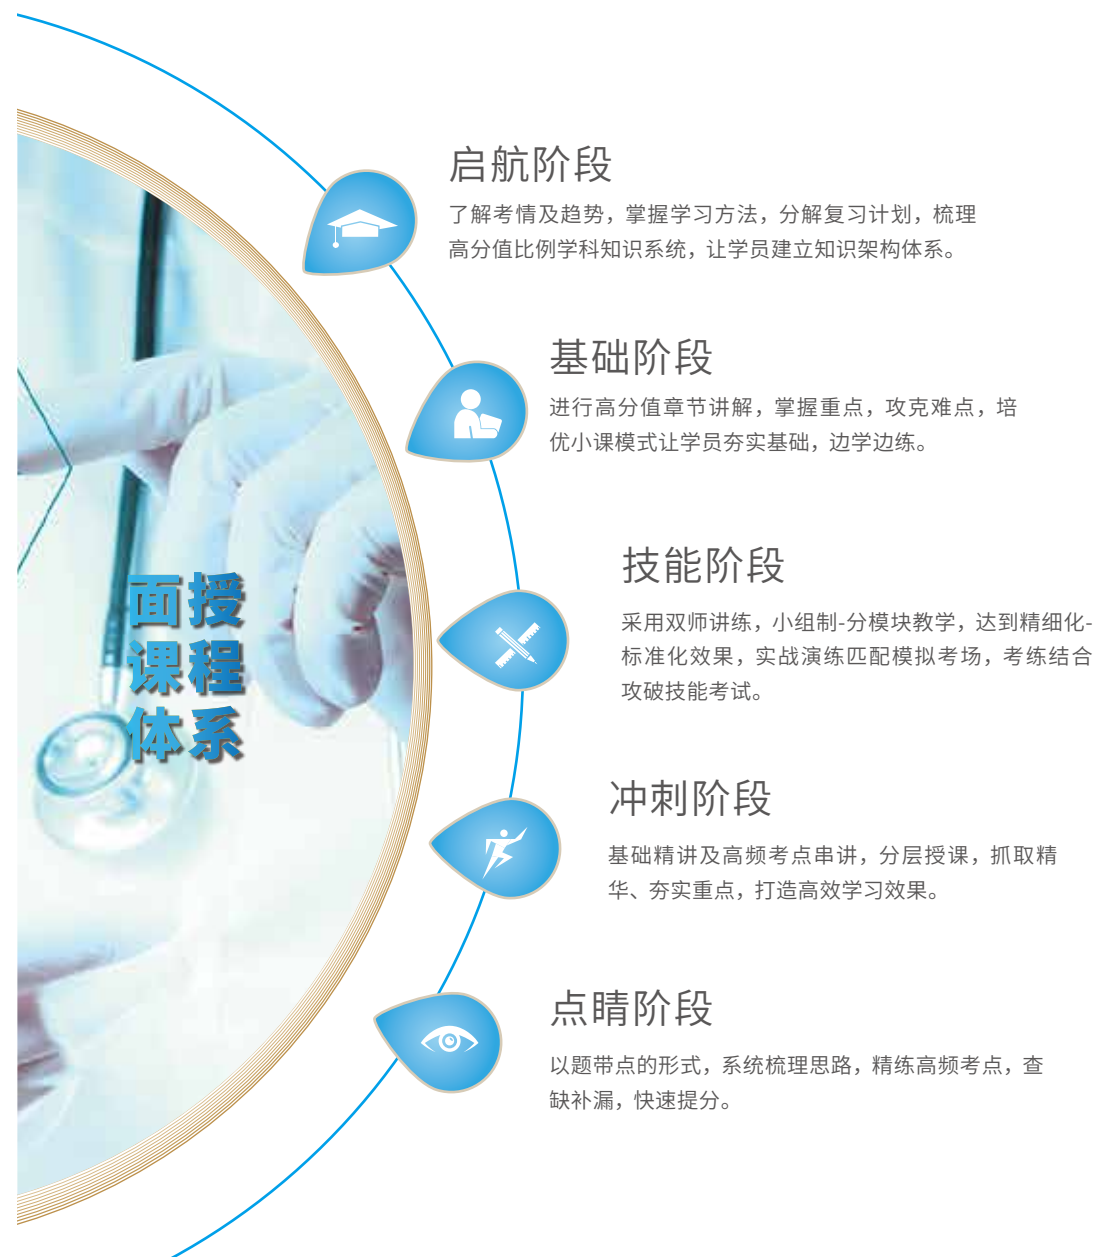 启航阶段
了解考情及趋势，掌握学习方法，分解复习计划，梳理
高分值比例学科知识系统，让学员建立知识架构体系。
基础阶段
进行高分值章节讲解，掌握重点，攻克难点，培
优小课模式让学员夯实基础，边学边练。
技能阶段
采用双师讲练，小组制-分模块教学，达到精细化-
标准化效果，实战演练匹配模拟考场，考练结合
攻破技能考试。
面授
课程
体系
冲刺阶段
基础精讲及高频考点串讲，分层授课，抓取精
华、夯实重点，打造高效学习效果。
点睛阶段
以题带点的形式，系统梳理思路，精练高频考点，查
缺补漏，快速提分。